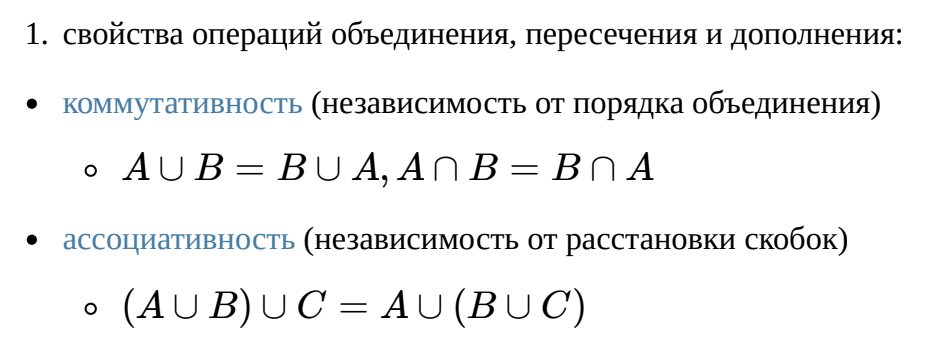 1. свойства операций объединения, пересечения и дополнения:
• коммутативность (независимость от порядка объединения)
◦ A ∪ B = B ∪ A, A ∩ B = B ∩ A
• ассоциативность (независимость от расстановки скобок)
◦ (A ∪ B) ∪ C = A ∪ (B ∪ C)